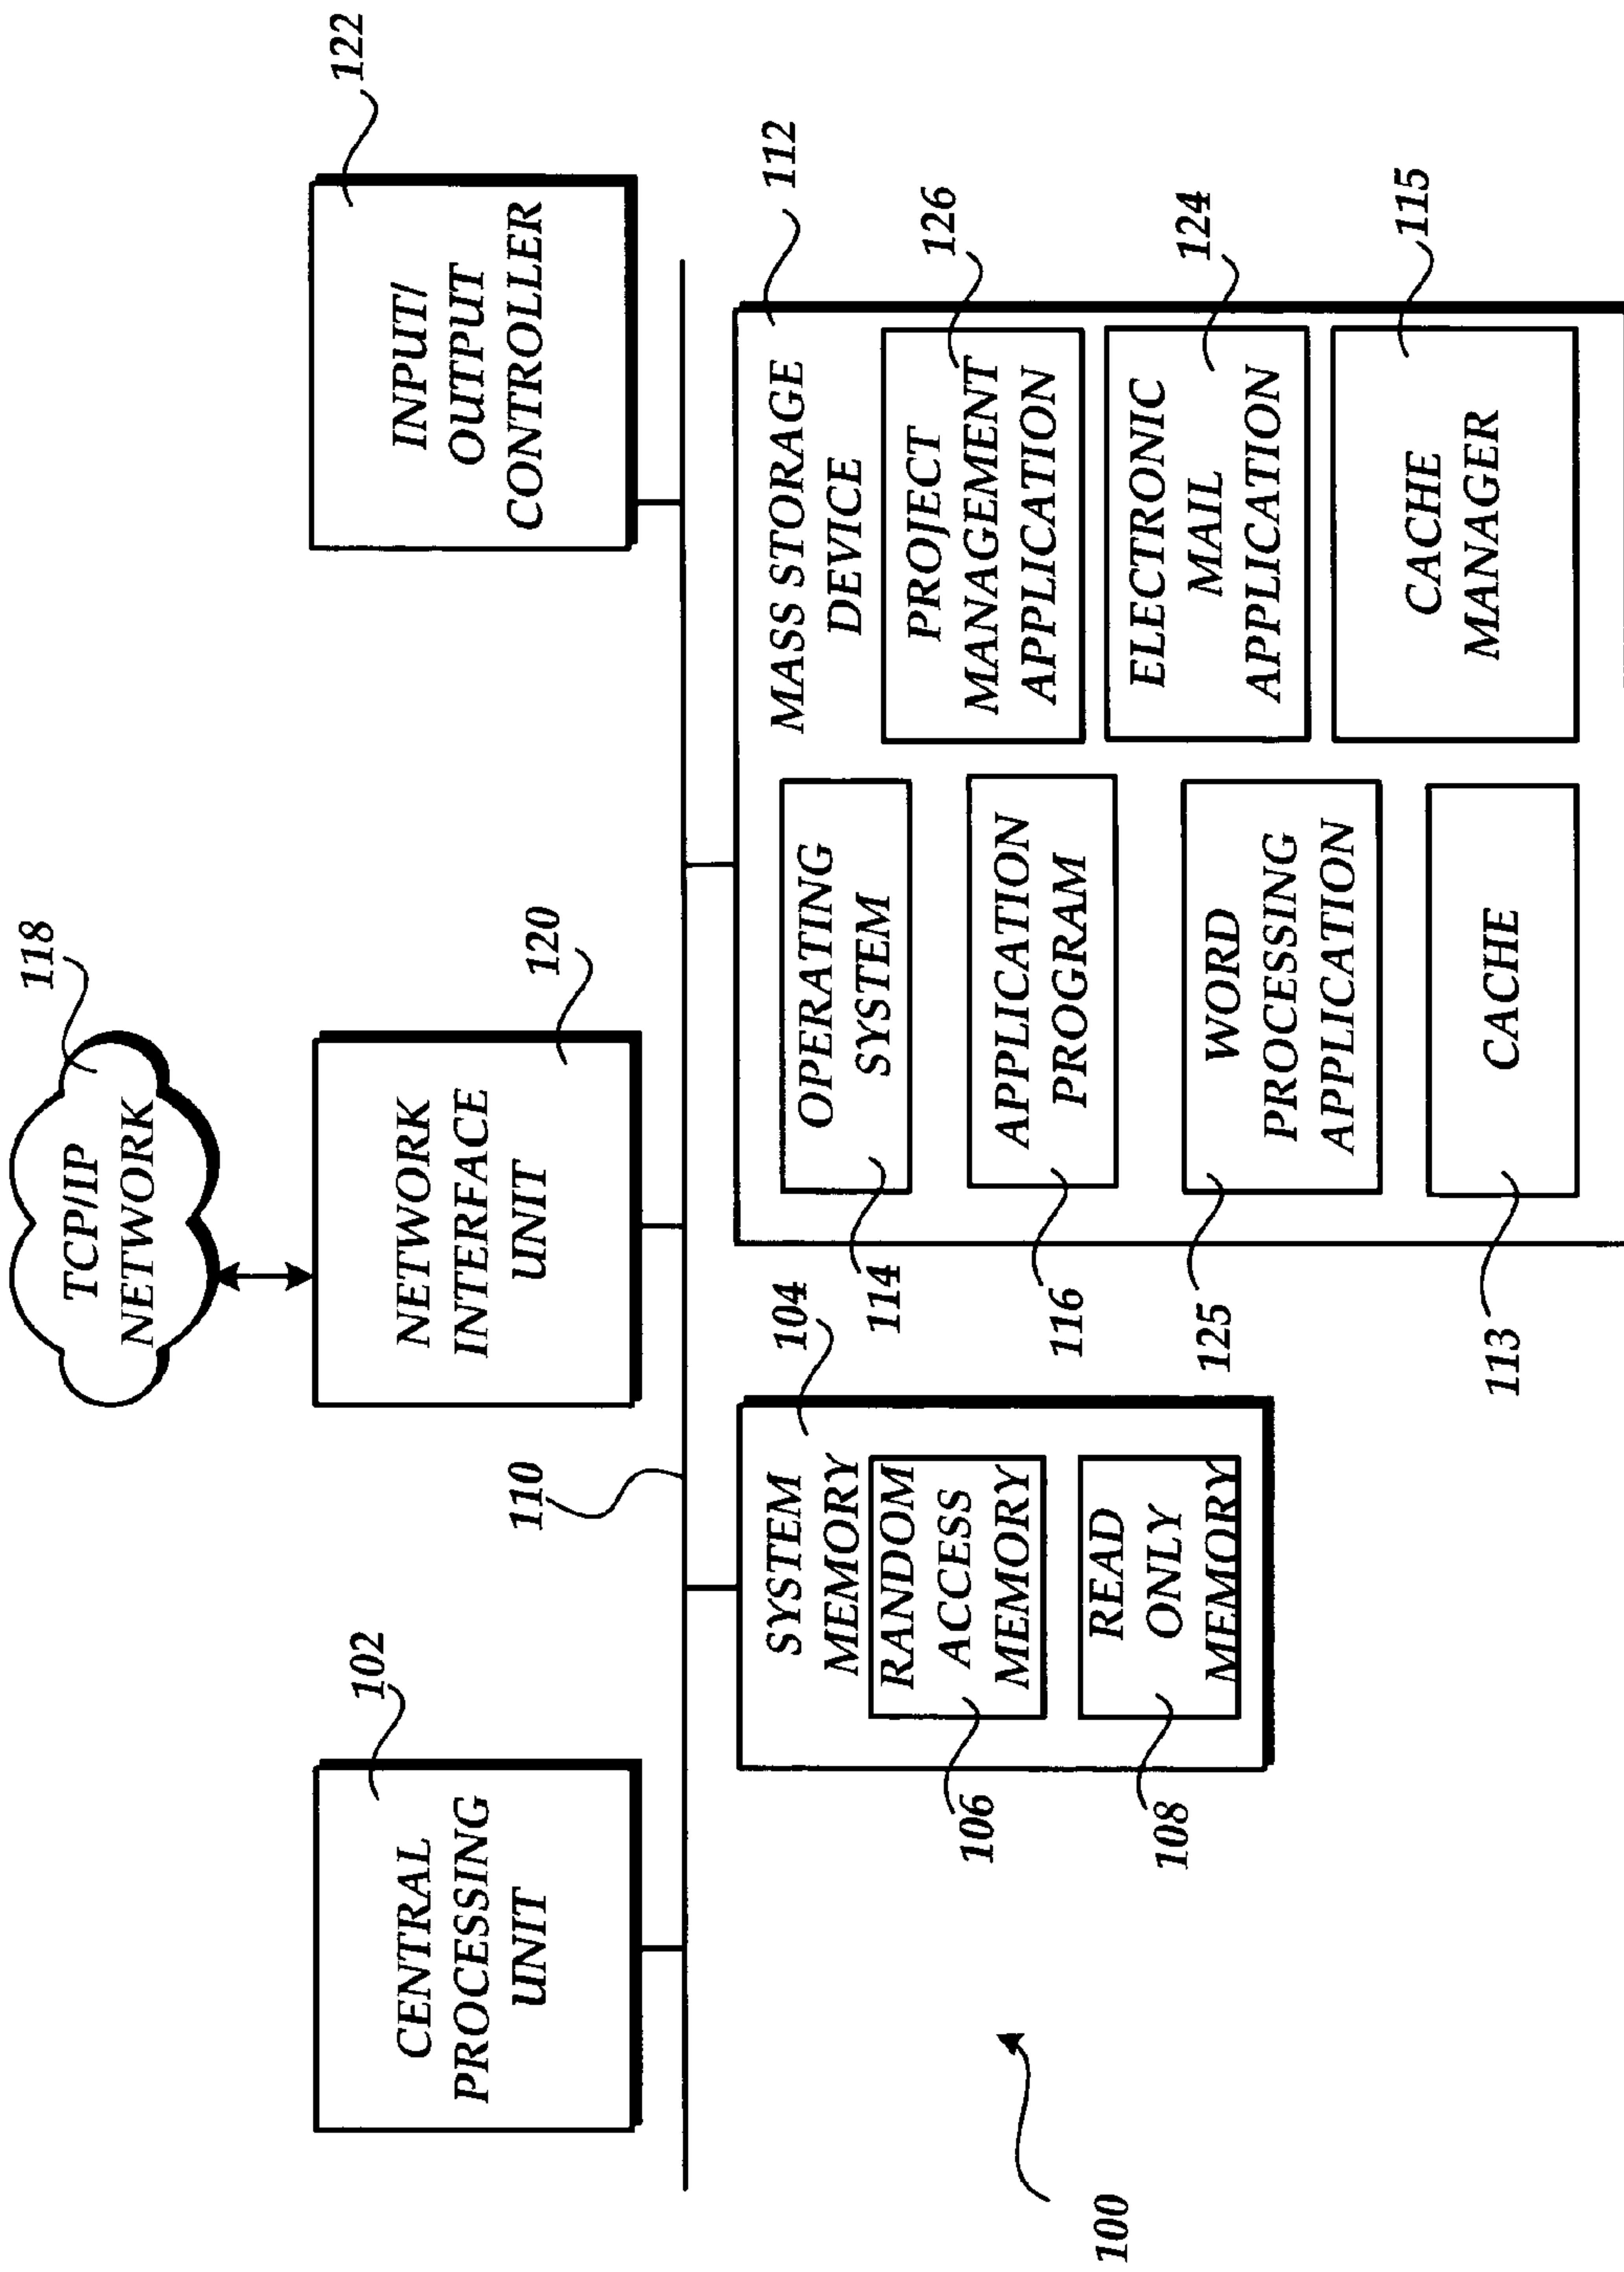 118
TCP/IP
NETWORK
102
CENTRAL
PROCESSING
UNIT
120
NETWORK
INTERFACE
UNIT
122
INPUT/
OUTPUT
CONTROLLER
110
104
SYSTEM
MEMORY
RANDOM
ACCESS
MEMORY
106
READ
ONLY
MEMORY
108
112
MASS STORAGE
DEVICE
OPERATING
SYSTEM
114
APPLICATION
PROGRAM
116
WORD
PROCESSING
APPLICATION
125
CACHE
113
PROJECT
MANAGEMENT
APPLICATION
126
ELECTRONIC
MAIL
APPLICATION
124
CACHE
MANAGER
115
100